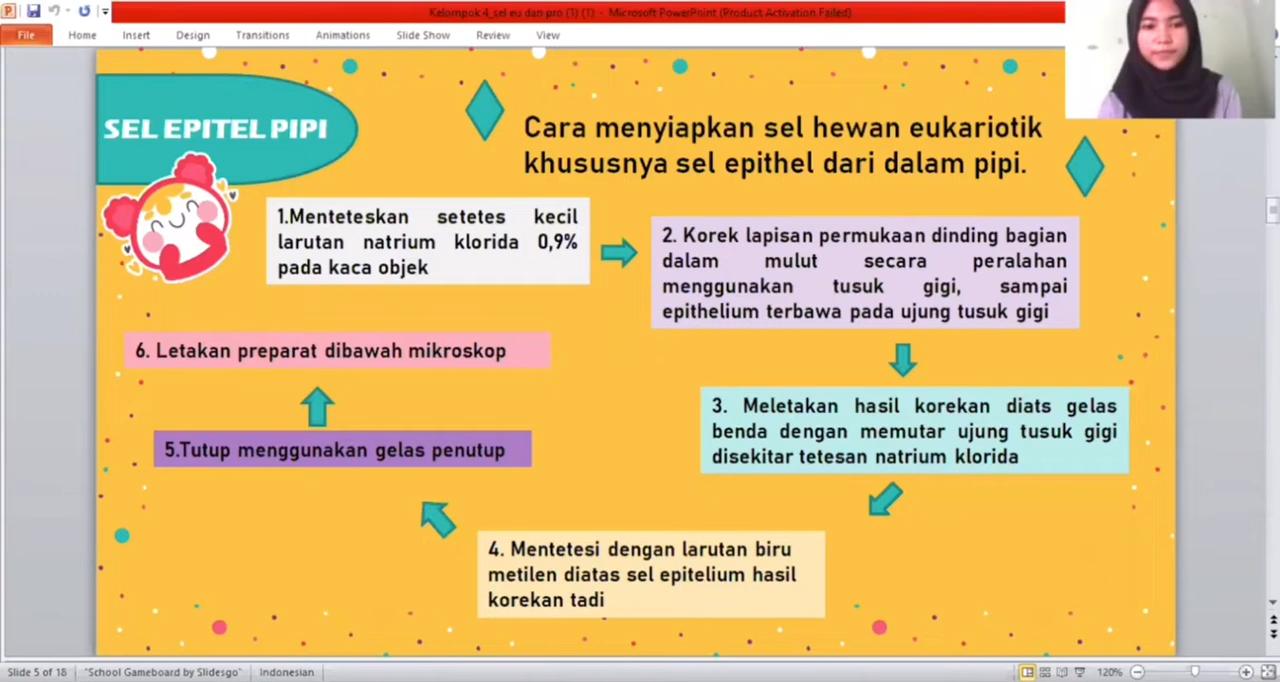 Kelompok 4_sel eu dan pro (1) (1) - Microsoft PowerPoint (Product Activation Failed)
File Home Insert Design Transitions Animations Slide Show Review View
SEL EPITEL PIPI
Cara menyiapkan sel hewan eukariotik
khususnya sel epithel dari dalam pipi.
1.Menteteskan setetes kecil
larutan natrium klorida 0,9%
pada kaca objek
2. Korek lapisan permukaan dinding bagian
dalam mulut secara peralahan
menggunakan tusuk gigi, sampai
epithelium terbawa pada ujung tusuk gigi
3. Meletakan hasil korekan diats gelas
benda dengan memutar ujung tusuk gigi
disekitar tetesan natrium klorida
4. Mentetesi dengan larutan biru
metilen diatas sel epitelium hasil
korekan tadi
5.Tutup menggunakan gelas penutup
6. Letakan preparat dibawah mikroskop
Slide 5 of 18 "School Gameboard by Slidesgo" Indonesian 120%